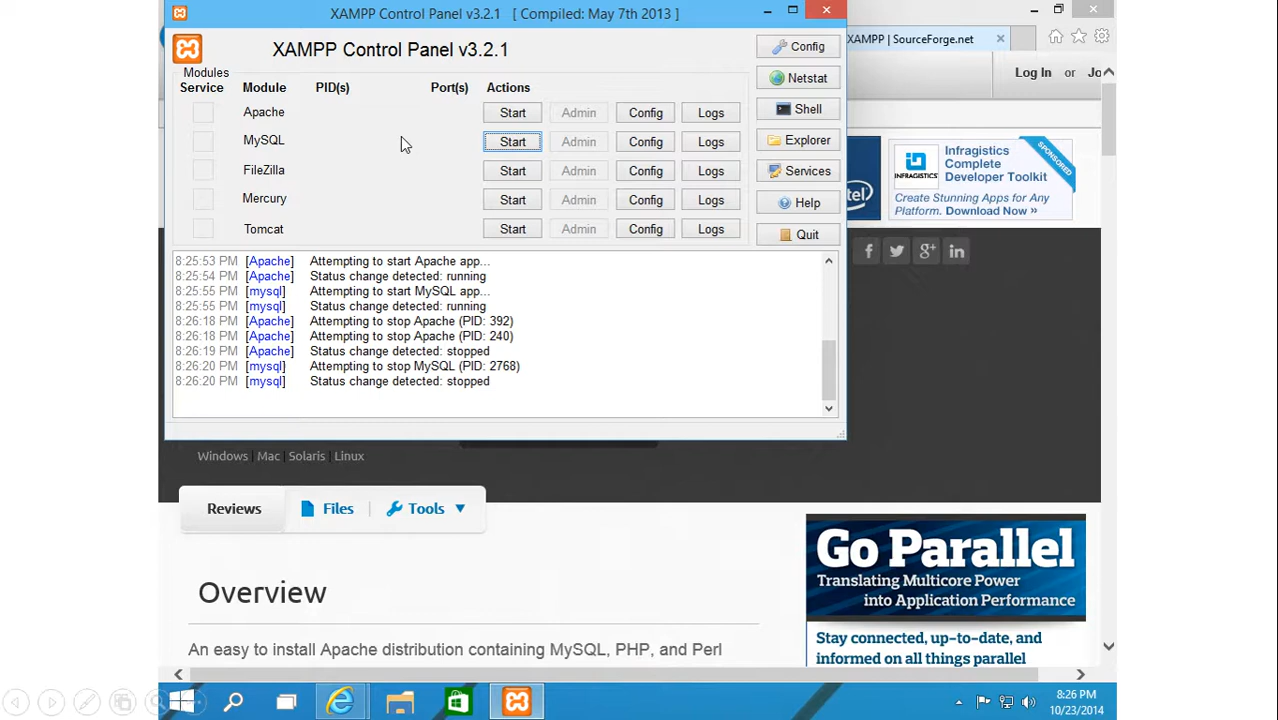 XAMPP Control Panel v3.2.1 [ Compiled: May 7th 2013 ]
XAMPP | SourceForge.net
XAMPP Control Panel v3.2.1
Config
Modules
Service Module PID(s) Port(s) Actions
Netstat
Log In or Jo
Apache Start Admin Config Logs
Shell
MySQL Start Admin Config Logs
Explorer
FileZilla Start Admin Config Logs
Services
Mercury Start Admin Config Logs
Help
Tomcat Start Admin Config Logs
Quit
intel
INFRAGISTICS
Infragistics
Complete
Developer Toolkit
SPONSORED
Create Stunning Apps for Any
Platform. Download Now »
8:25:53 PM [Apache] Attempting to start Apache app...
8:25:54 PM [Apache] Status change detected: running
8:25:55 PM [mysql] Attempting to start MySQL app...
8:25:55 PM [mysql] Status change detected: running
8:26:18 PM [Apache] Attempting to stop Apache (PID: 392)
8:26:18 PM [Apache] Attempting to stop Apache (PID: 240)
8:26:19 PM [Apache] Status change detected: stopped
8:26:20 PM [mysql] Attempting to stop MySQL (PID: 2768)
8:26:20 PM [mysql] Status change detected: stopped
Windows | Mac | Solaris | Linux
Reviews Files | Tools
Overview
An easy to install Apache distribution containing MySQL, PHP, and Perl
Go Parallel
Translating Multicore Power
into Application Performance
Stay connected, up-to-date, and
informed on all things parallel
8:26 PM
10/23/2014